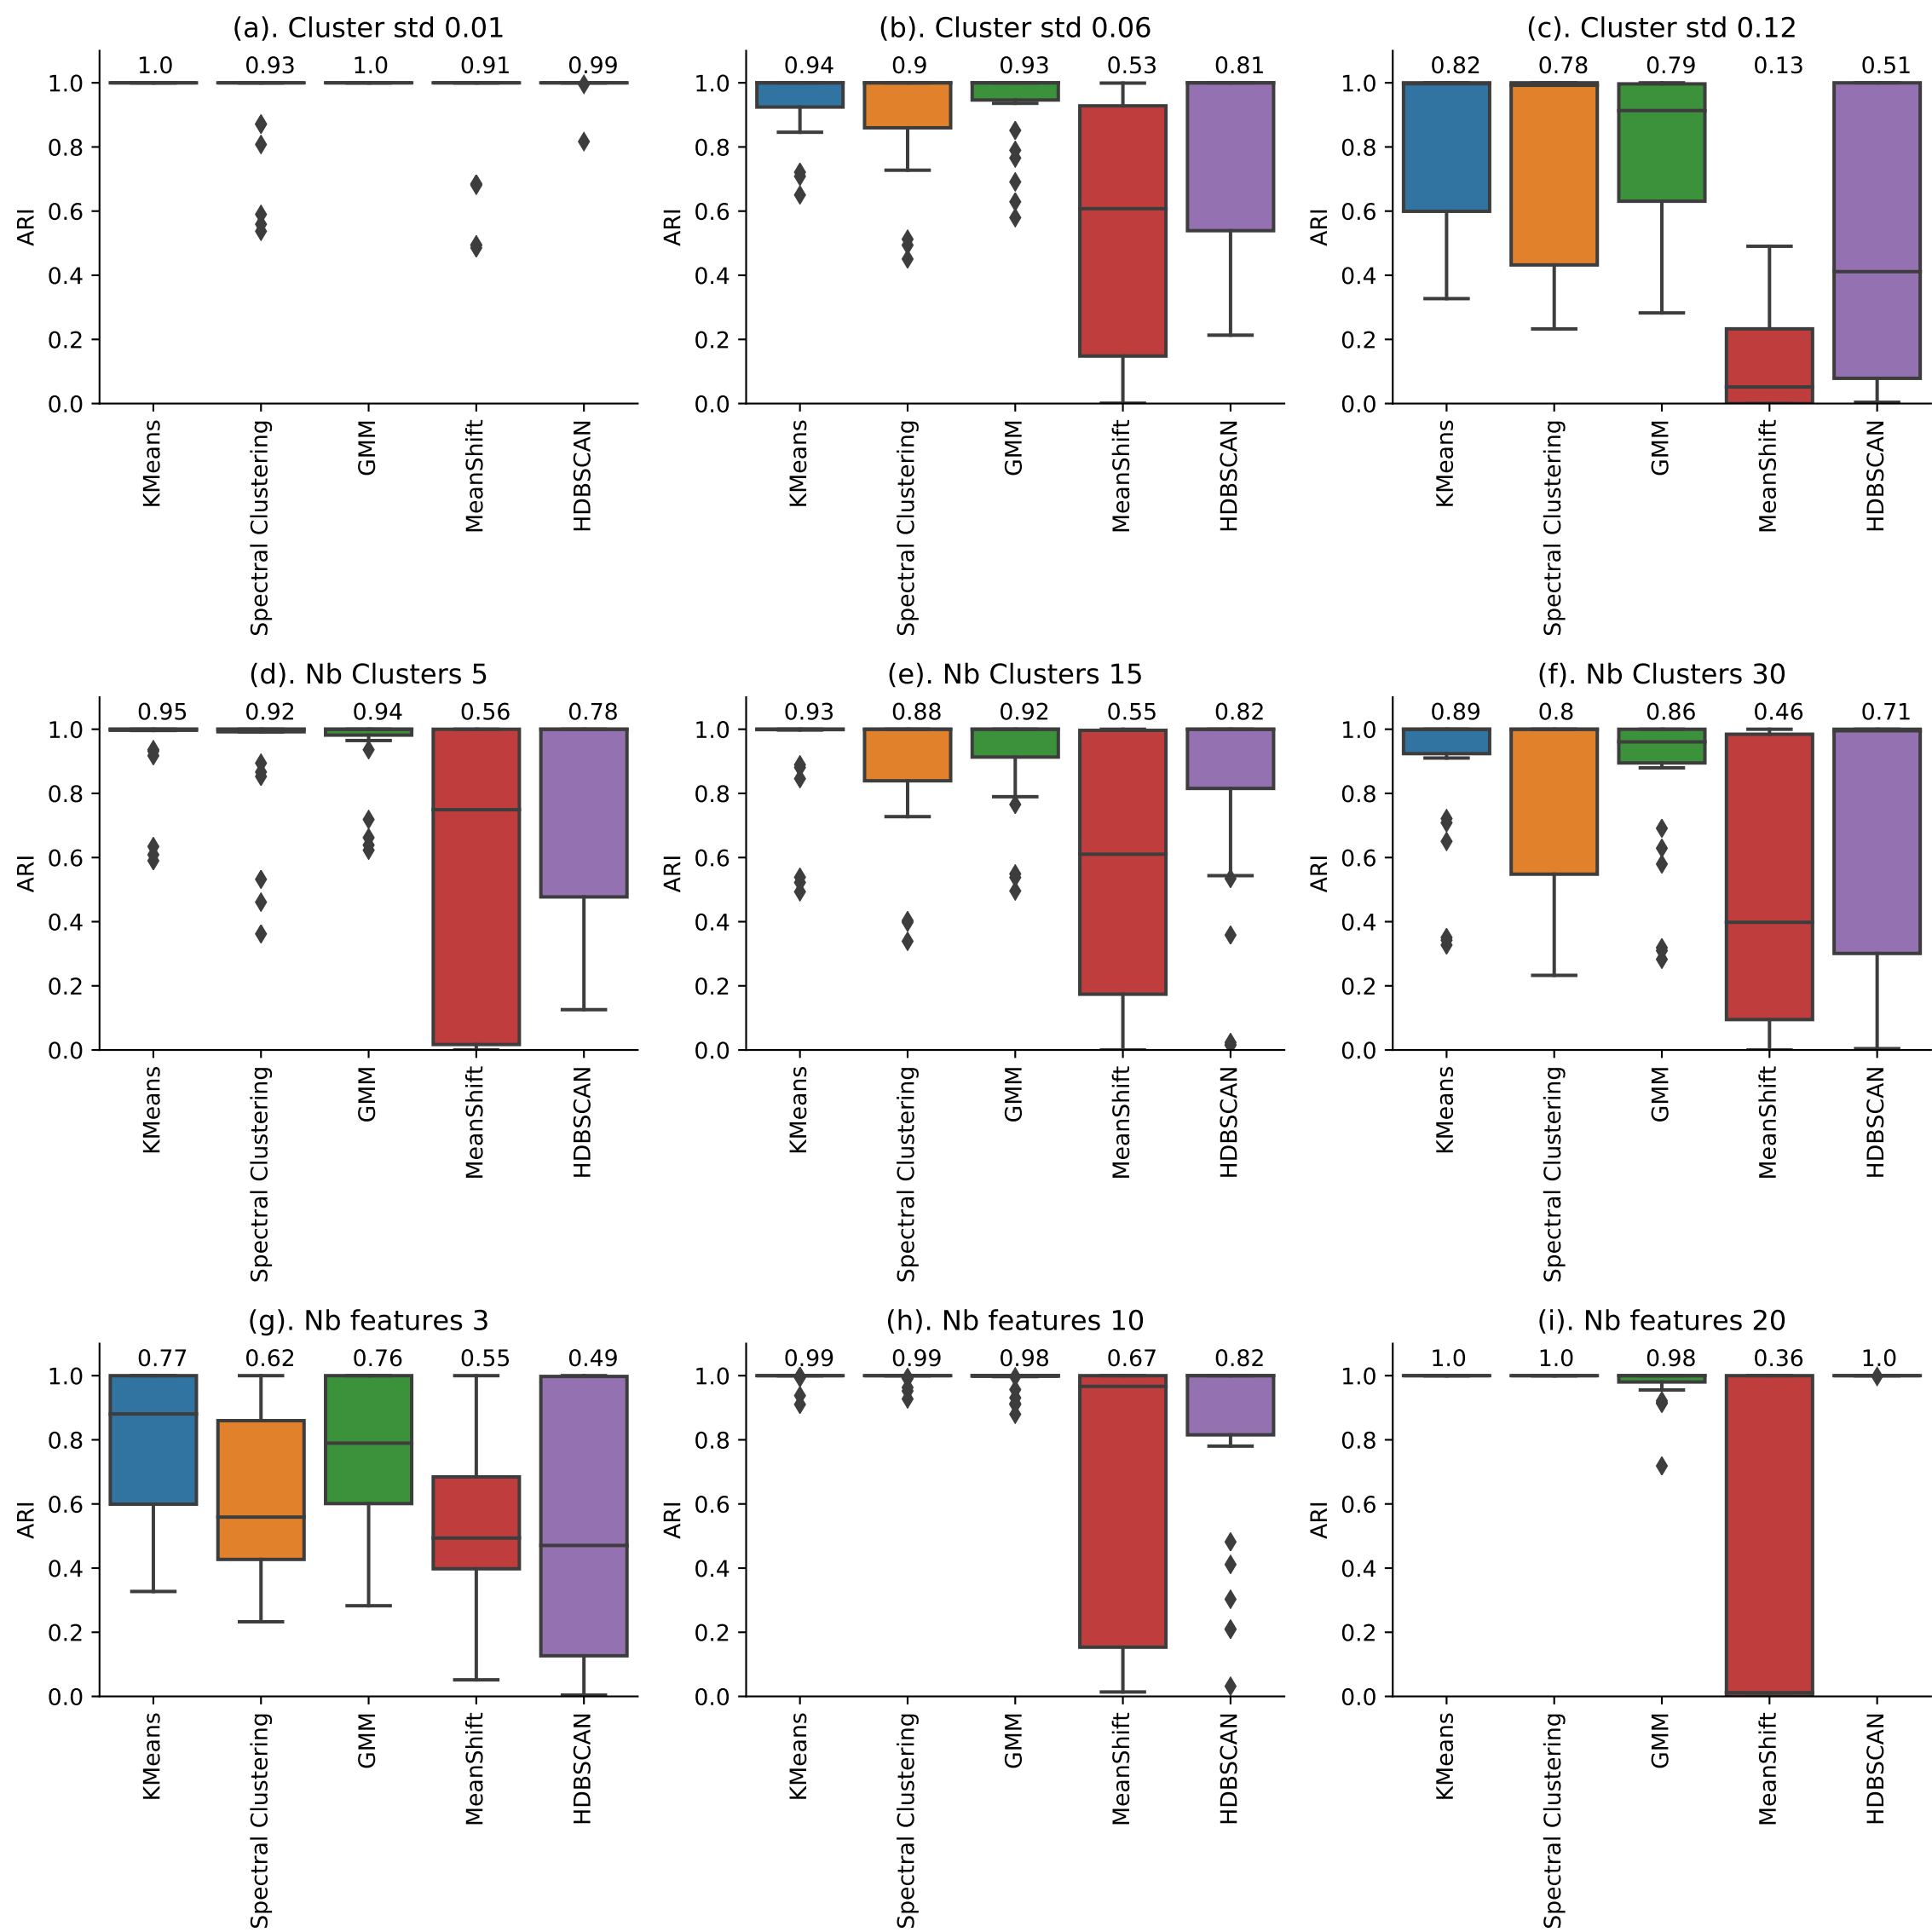 (a). Cluster std 0.01
1.0 0.93 1.0 0.91 0.99
1.0
0.8
0.6
0.4
0.2
0.0
ARI
KMeans
Spectral Clustering
GMM
MeanShift
HDBSCAN
(b). Cluster std 0.06
0.94 0.9 0.93 0.53 0.81
1.0
0.8
0.6
0.4
0.2
0.0
ARI
KMeans
Spectral Clustering
GMM
MeanShift
HDBSCAN
(c). Cluster std 0.12
0.82 0.78 0.79 0.13 0.51
1.0
0.8
0.6
0.4
0.2
0.0
ARI
KMeans
Spectral Clustering
GMM
MeanShift
HDBSCAN
(d). Nb Clusters 5
0.95 0.92 0.94 0.56 0.78
1.0
0.8
0.6
0.4
0.2
0.0
ARI
KMeans
Spectral Clustering
GMM
MeanShift
HDBSCAN
(e). Nb Clusters 15
0.93 0.88 0.92 0.55 0.82
1.0
0.8
0.6
0.4
0.2
0.0
ARI
KMeans
Spectral Clustering
GMM
MeanShift
HDBSCAN
(f). Nb Clusters 30
0.89 0.8 0.86 0.46 0.71
1.0
0.8
0.6
0.4
0.2
0.0
ARI
KMeans
Spectral Clustering
GMM
MeanShift
HDBSCAN
(g). Nb features 3
0.77 0.62 0.76 0.55 0.49
1.0
0.8
0.6
0.4
0.2
0.0
ARI
KMeans
Spectral Clustering
GMM
MeanShift
HDBSCAN
(h). Nb features 10
0.99 0.99 0.98 0.67 0.82
1.0
0.8
0.6
0.4
0.2
0.0
ARI
KMeans
Spectral Clustering
GMM
MeanShift
HDBSCAN
(i). Nb features 20
1.0 1.0 0.98 0.36 1.0
1.0
0.8
0.6
0.4
0.2
0.0
ARI
KMeans
Spectral Clustering
GMM
MeanShift
HDBSCAN